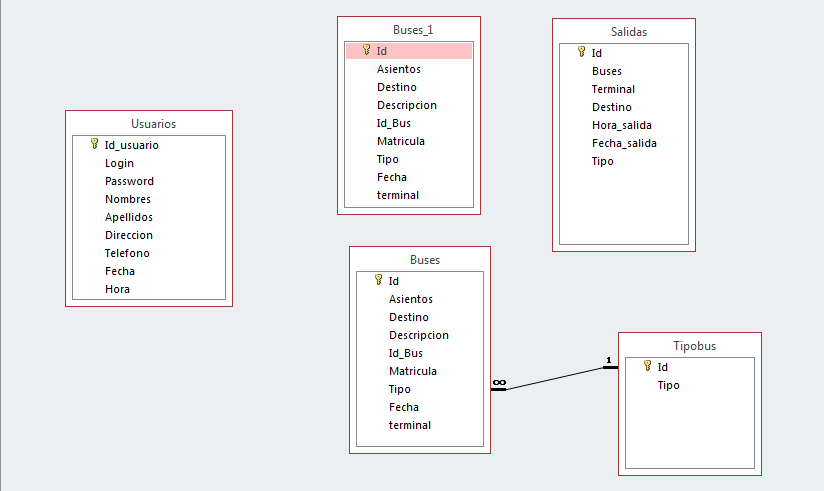 Usuarios
Id_usuario
Login
Password
Nombres
Apellidos
Direccion
Telefono
Fecha
Hora
Buses_1
Id
Asientos
Destino
Descripcion
Id_Bus
Matricula
Tipo
Fecha
terminal
Salidas
Id
Buses
Terminal
Destino
Hora_salida
Fecha_salida
Tipo
Buses
Id
Asientos
Destino
Descripcion
Id_Bus
Matricula
Tipo
Fecha
terminal
∞
1
Tipobus
Id
Tipo